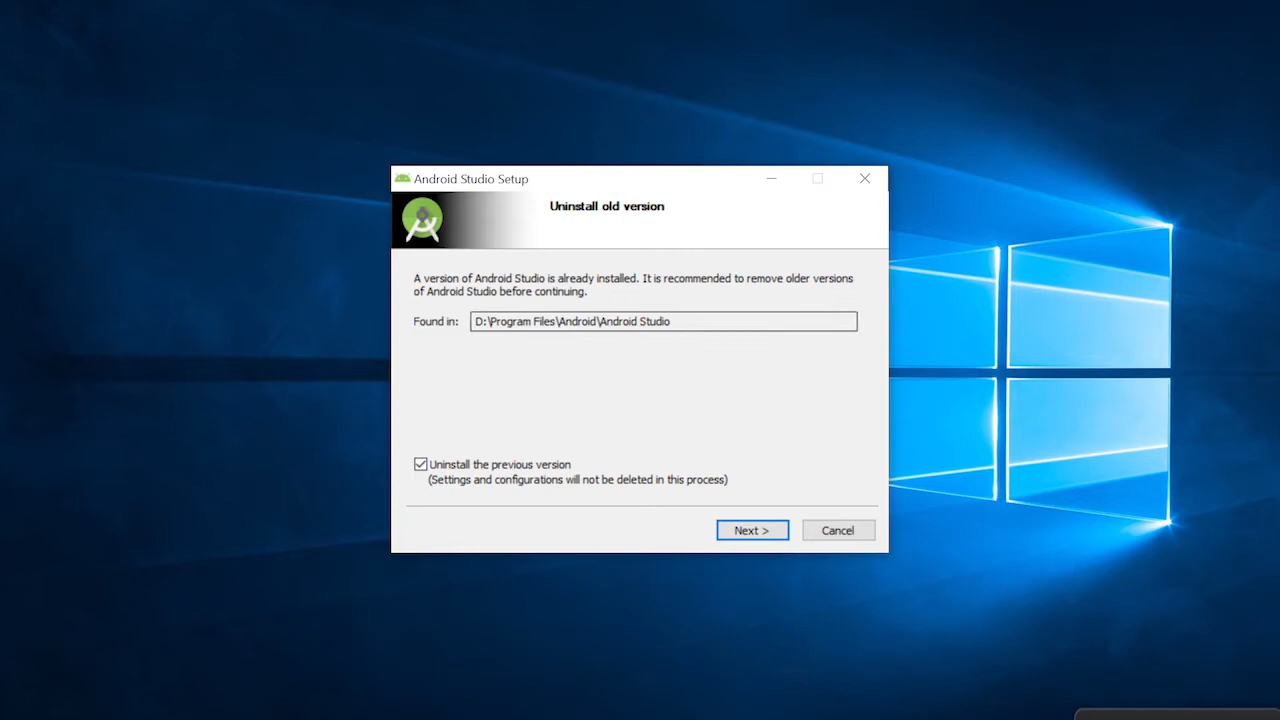 Android Studio Setup
Uninstall old version
A version of Android Studio is already installed. It is recommended to remove older versions
of Android Studio before continuing.
Found in: D:\Program Files\Android\Android Studio
Uninstall the previous version
(Settings and configurations will not be deleted in this process)
Next > Cancel